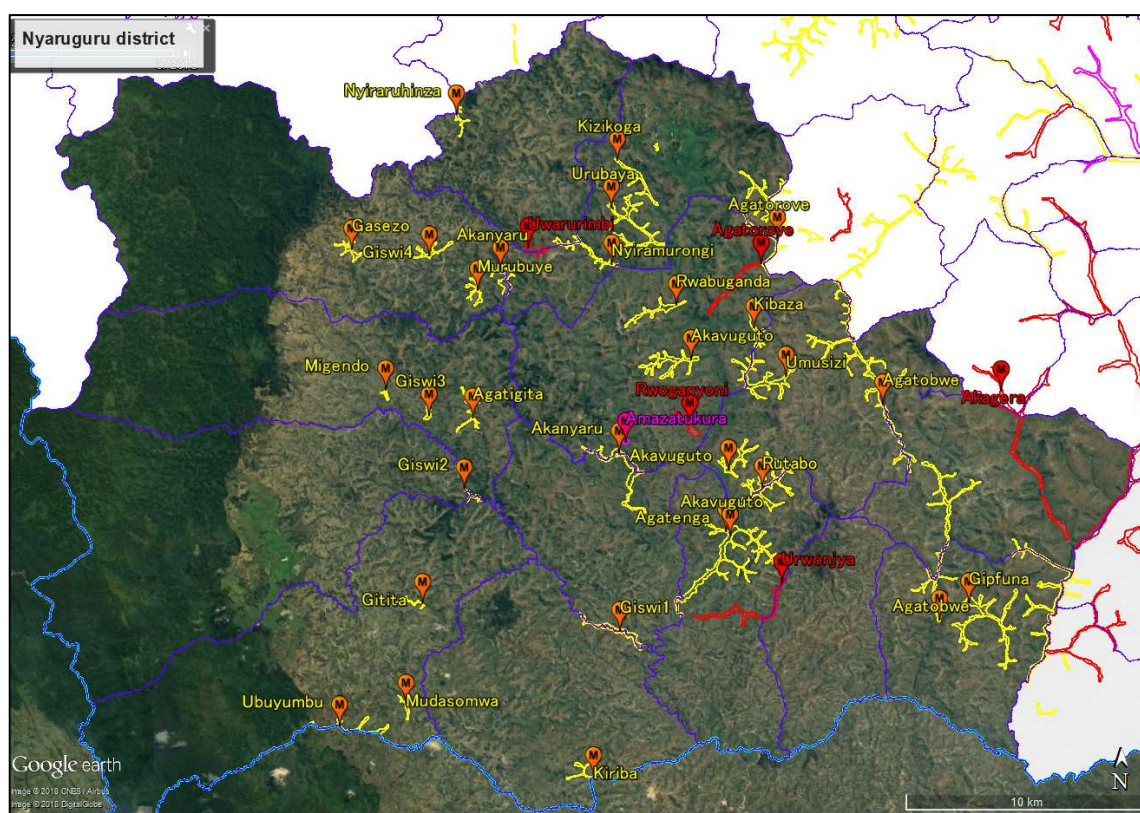 Nyaruguru district
Nyiraruhinza
Kizikoga
Urubaya
Agatorove
Gasezo
Uwarurimbi
Akanyaru
Giswi4
Nyiramurongi
Agatorove
Murubuye
Rwabuganda
Kibaza
Akavuguto
Umusizi
Migendo
Giswi3
Agatigita
Rwoganyoni
Agatobwe
Akagera
Amazatukura
Akanyaru
Akavuguto
Rutabo
Giswi2
Akavuguto
Agatenga
Urwonjya
Gitita
Giswi1
Gipfuna
Agatobwe
Ubuyumbu
Mudasomwa
Kiriba
Google earth
Image © 2018 CNES / Airbus
Image © 2018 DigitalGlobe
N
10 km